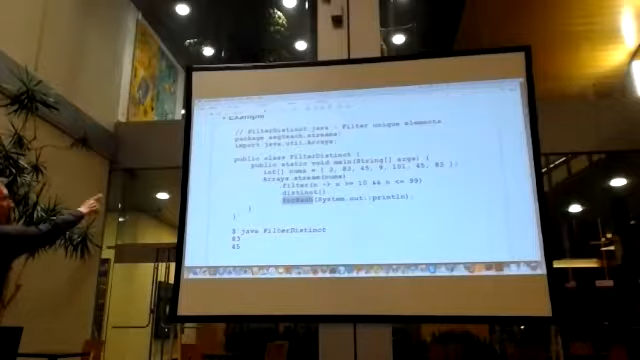 Example
// FilterDistinct.java - Filter unique elements
package
import java.util.Arrays;
public class FilterDistinct {
public static void main(String[] args) {
int[] nums = { 3, 83, 45, 9, 101, 45, 83 };
Arrays.stream(nums)
.filter(n -> n >= 10 && n <= 99)
.distinct()
.forEach(System.out::println);
}
}
$ java FilterDistinct
83
45